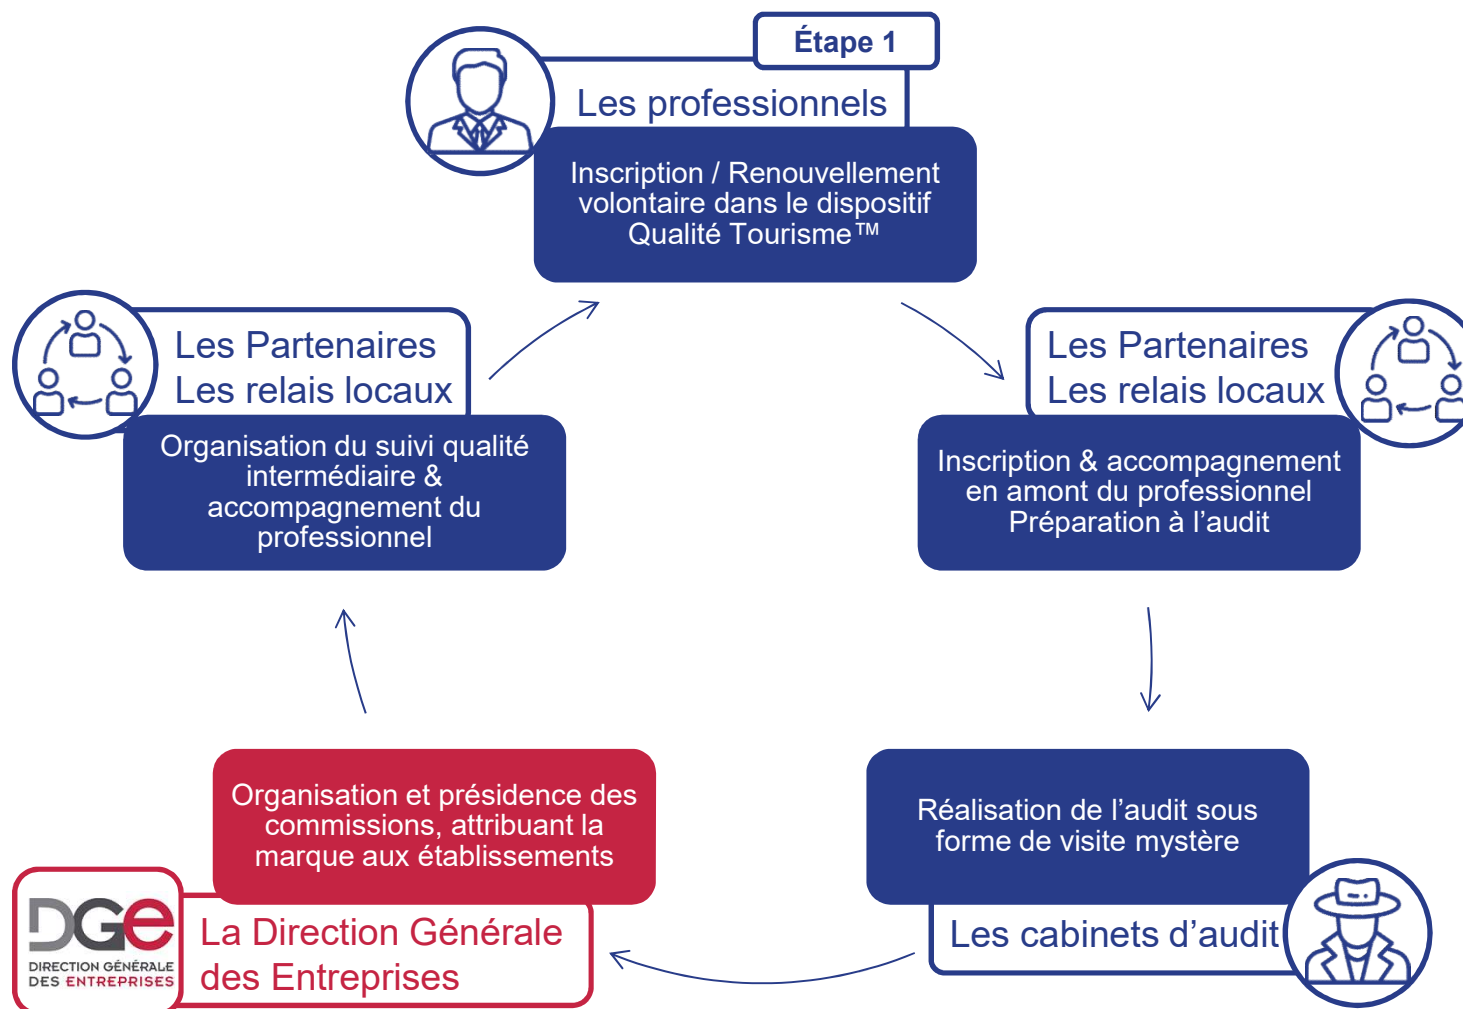 Étape 1
Les professionnels
Inscription / Renouvellement
volontaire dans le dispositif
Qualité Tourisme™
Les Partenaires
Les relais locaux
Inscription & accompagnement
en amont du professionnel
Préparation à l’audit
Réalisation de l’audit sous
forme de visite mystère
Les cabinets d’audit
Organisation et présidence des
commissions, attribuant la
marque aux établissements
DGe
DIRECTION GÉNÉRALE
DES ENTREPRISES
La Direction Générale
des Entreprises
Les Partenaires
Les relais locaux
Organisation du suivi qualité
intermédiaire &
accompagnement du
professionnel